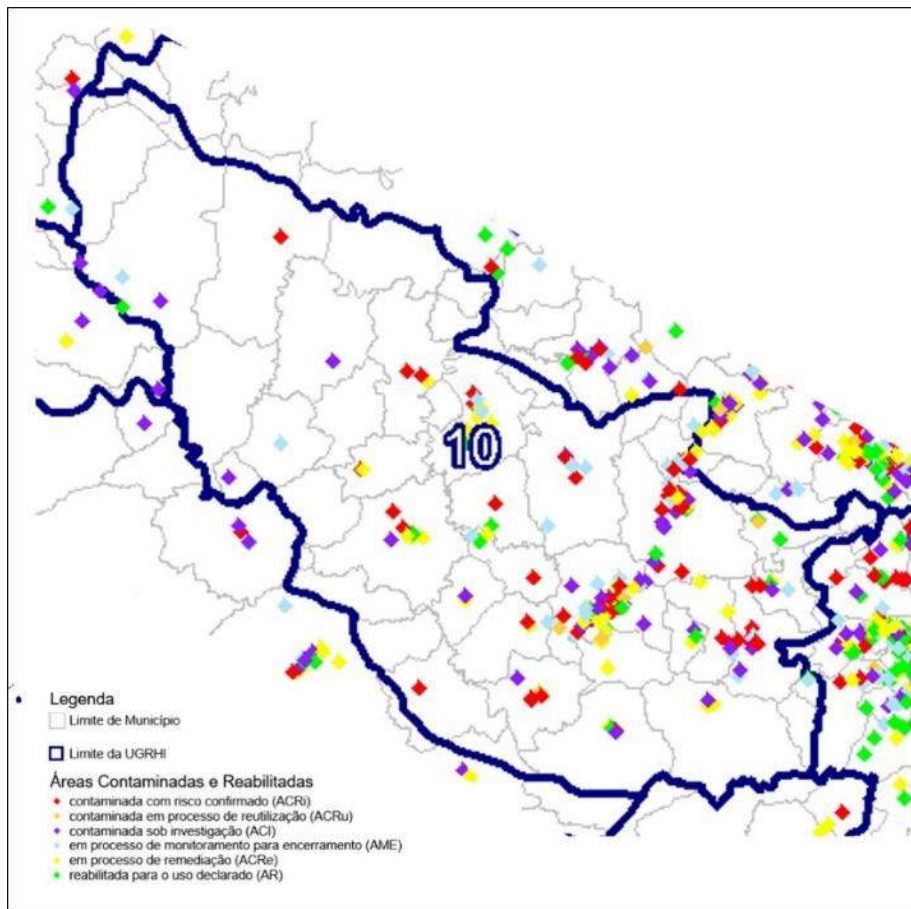 10
Legenda
Limite de Município
Limite da UGRHI
Áreas Contaminadas e Reabilitadas
contaminada com risco confirmado (ACRi)
contaminada em processo de reutilização (ACRu)
contaminada sob investigação (ACI)
em processo de monitoramento para encerramento (AME)
em processo de remediação (ACRe)
reabilitada para o uso declarado (AR)